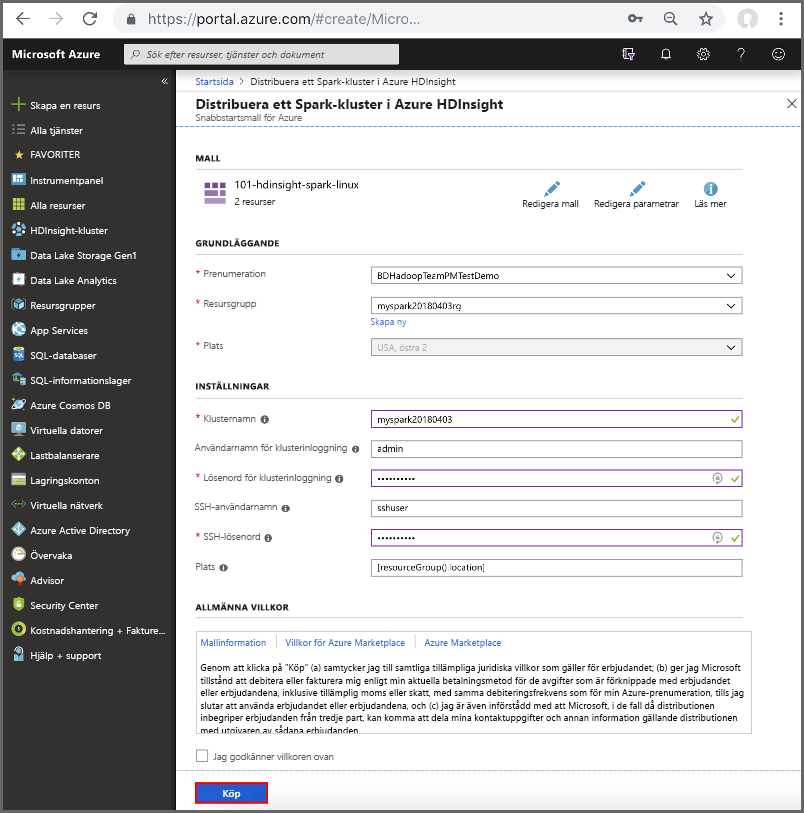 https://portal.azure.com/#create/Micro...
Microsoft Azure
Sök efter resurser, tjänster och dokument
?
«
Skapa en resurs
Alla tjänster
FAVORITER
Instrumentpanel
Alla resurser
HDInsight-kluster
Data Lake Storage Gen1
Data Lake Analytics
Resursgrupper
App Services
SQL-databaser
SQL-informationslager
Azure Cosmos DB
Virtuella datorer
Lastbalanserare
Lagringskonton
Virtuella nätverk
Azure Active Directory
Övervaka
Advisor
Security Center
Kostnadshantering + Fakture...
Hjälp + support
Startsida > Distribuera ett Spark-kluster i Azure HDInsight
Distribuera ett Spark-kluster i Azure HDInsight
Snabbstartsmall för Azure
MALL
101-hdinsight-spark-linux
2 resurser
Redigera mall
Redigera parametrar
Läs mer
GRUNDLÄGGANDE
* Prenumeration
BDHadoopTeamPMTestDemo
* Resursgrupp
myspark20180403rg
Skapa ny
* Plats
USA, östra 2
INSTÄLLNINGAR
* Klusternamn
myspark20180403
Användarnamn för klusterinloggning
admin
* Lösenord för klusterinloggning
••••••••••
SSH-användarnamn
sshuser
* SSH-lösenord
••••••••••
Plats
[resourceGroup().location]
ALLMÄNNA VILLKOR
Mallinformation | Villkor för Azure Marketplace | Azure Marketplace
Genom att klicka på "Köp" (a) samtycker jag till samtliga tillämpliga juridiska villkor som gäller för erbjudandet; (b) ger jag Microsoft
tillstånd att debitera eller fakturera mig enligt min aktuella betalningsmetod för de avgifter som är förknippade med erbjudandet
eller erbjudandena, inklusive tillämplig moms eller skatt, med samma debiteringsfrekvens som för min Azure-prenumeration, tills jag
slutar att använda erbjudandet eller erbjudandena, och (c) jag är även införstådd med att Microsoft, i de fall då distributionen
inbegriper erbjudanden från tredje part, kan komma att dela mina kontaktuppgifter och annan information gällande distributionen
med utgivaren av sådana erbjudanden.
Jag godkänner villkoren ovan
Köp